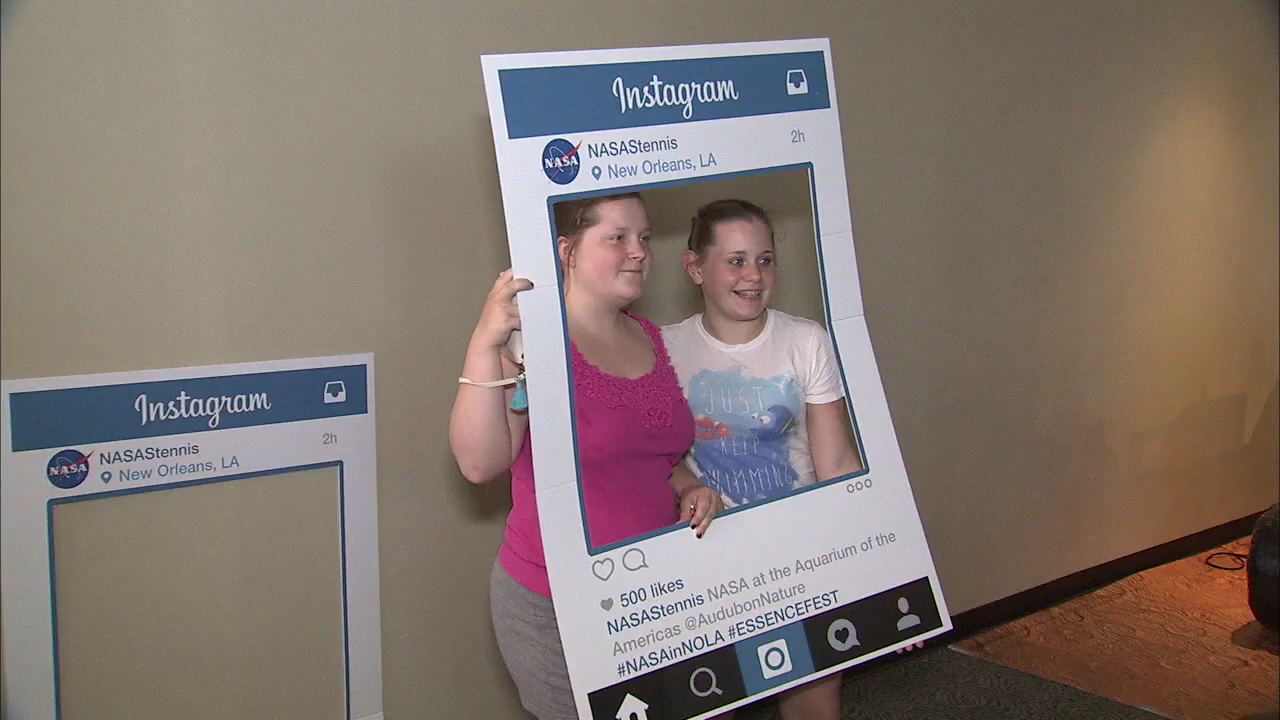 Instagram
NASA
NASAStennis
2h
New Orleans, LA
JUST
KEEP
SWIMMING
500 likes
NASAStennis NASA at the Aquarium of the
Americas @AudubonNature
#NASAinNOLA #ESSENCEFEST
Instagram
NASA
NASAStennis
2h
New Orleans, LA